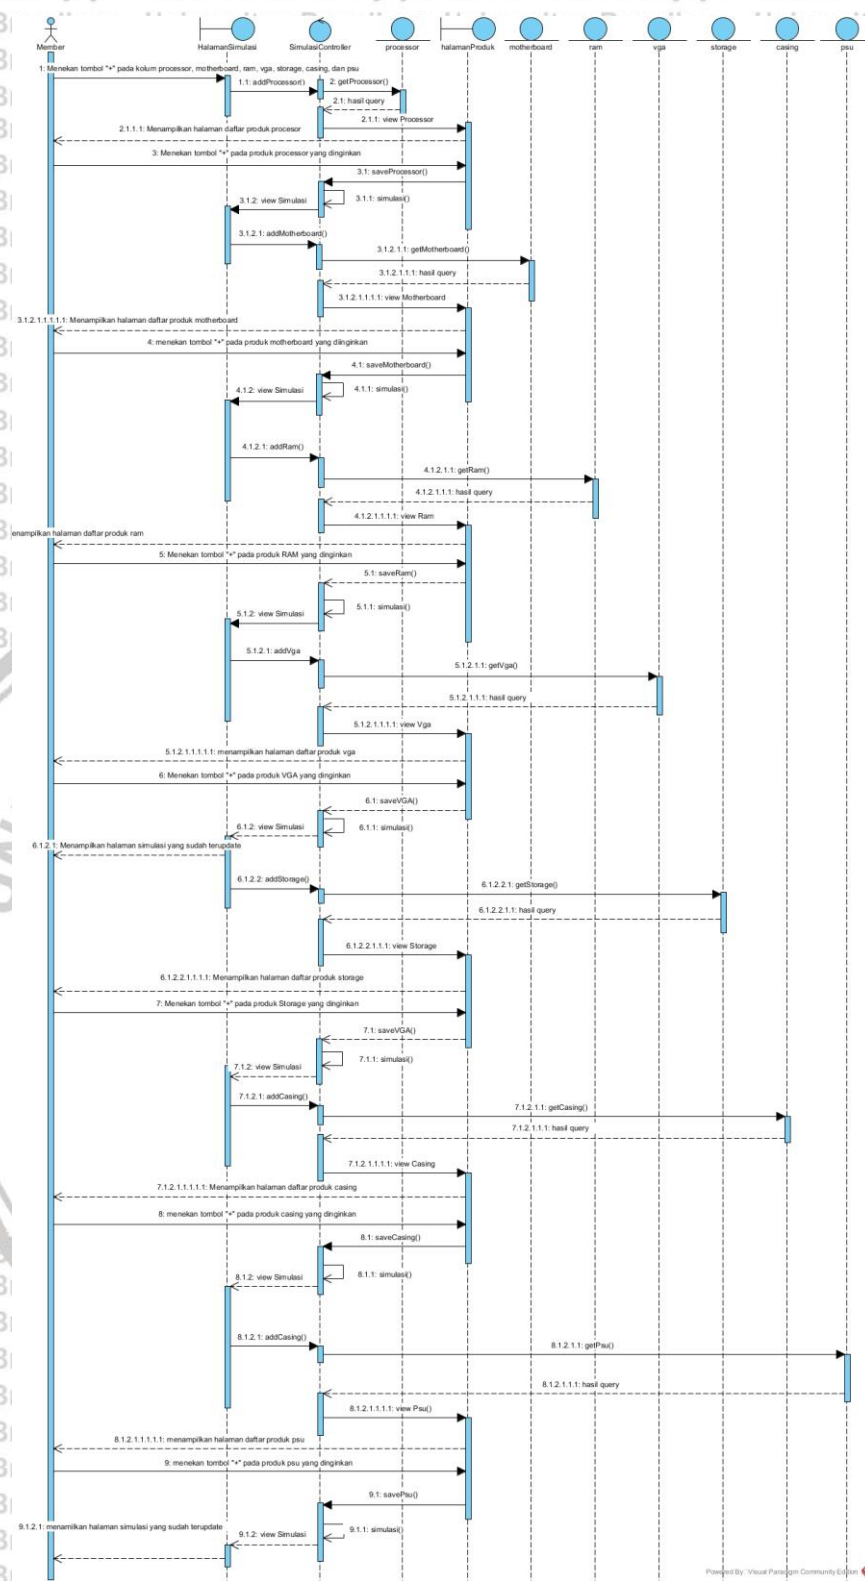 Member
HalamanSimulasi
SimulasiController
processor
halamanProduk
motherboard
ram
vga
storage
casing
psu
1: Menekan tombol "+" pada kolum processor, motherboard, ram, vga, storage, casing, dan psu
1.1: addProcessor()
2: getProcessor()
2.1: hasil query
2.1.1: view Processor
2.1.1.1: Menampilkan halaman daftar produk procesor
3: Menekan tombol "+" pada produk processor yang dinginkan
3.1: saveProcessor()
3.1.1: simulasi()
3.1.2: view Simulasi
3.1.2.1: addMotherboard()
3.1.2.1.1: getMotherboard()
3.1.2.1.1.1: hasil query
3.1.2.1.1.1.1: view Motherboard
3.1.2.1.1.1.1.1: Menampilkan halaman daftar produk motherboard
4: menekan tombol "+" pada produk motherboard yang diinginkan
4.1: saveMotherboard()
4.1.1: simulasi()
4.1.2: view Simulasi
4.1.2.1: addRam()
4.1.2.1.1: getRam()
4.1.2.1.1.1: hasil query
4.1.2.1.1.1.1: view Ram
enampilkan halaman daftar produk ram
5: Menekan tombol "+" pada produk RAM yang dinginkan
5.1: saveRam()
5.1.1: simulasi()
5.1.2: view Simulasi
5.1.2.1: addVga
5.1.2.1.1: getVga()
5.1.2.1.1.1: hasil query
5.1.2.1.1.1.1: view Vga
5.1.2.1.1.1.1.1: menampilkan halaman daftar produk vga
6: Menekan tombol "+" pada produk VGA yang dinginkan
6.1: saveVGA()
6.1.1: simulasi()
6.1.2: view Simulasi
6.1.2.1: Menampilkan halaman simulasi yang sudah terupdate
6.1.2.2: addStorage()
6.1.2.2.1: getStorage()
6.1.2.2.1.1: hasil query
6.1.2.2.1.1.1: view Storage
6.1.2.2.1.1.1.1: Menampilkan halaman daftar produk storage
7: Menekan tombol "+" pada produk Storage yang dinginkan
7.1: saveVGA()
7.1.1: simulasi()
7.1.2: view Simulasi
7.1.2.1: addCasing()
7.1.2.1.1: getCasing()
7.1.2.1.1.1: hasil query
7.1.2.1.1.1.1: view Casing
7.1.2.1.1.1.1.1: Menampilkan halaman daftar produk casing
8: menekan tombol "+" pada produk casing yang dinginkan
8.1: saveCasing()
8.1.1: simulasi()
8.1.2: view Simulasi
8.1.2.1: addCasing()
8.1.2.1.1: getPsu()
8.1.2.1.1.1: hasil query
8.1.2.1.1.1.1: view Psu()
8.1.2.1.1.1.1.1: menampilkan halaman daftar produk psu
9: menekan tombol "+" pada produk psu yang dinginkan
9.1: savePsu()
9.1.1: simulasi()
9.1.2: view Simulasi
9.1.2.1: menamilkan halaman simulasi yang sudah terupdate
Powered By: Visual Paradigm Community Edition